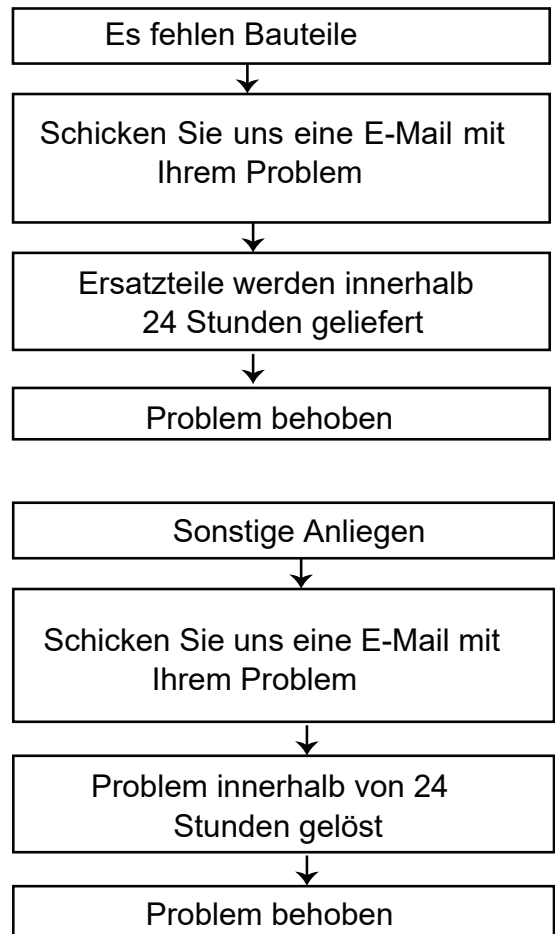 Es fehlen Bauteile
Schicken Sie uns eine E-Mail mit
Ihrem Problem
Ersatzteile werden innerhalb
24 Stunden geliefert
Problem behoben
Sonstige Anliegen
Schicken Sie uns eine E-Mail mit
Ihrem Problem
Problem innerhalb von 24
Stunden gelöst
Problem behoben